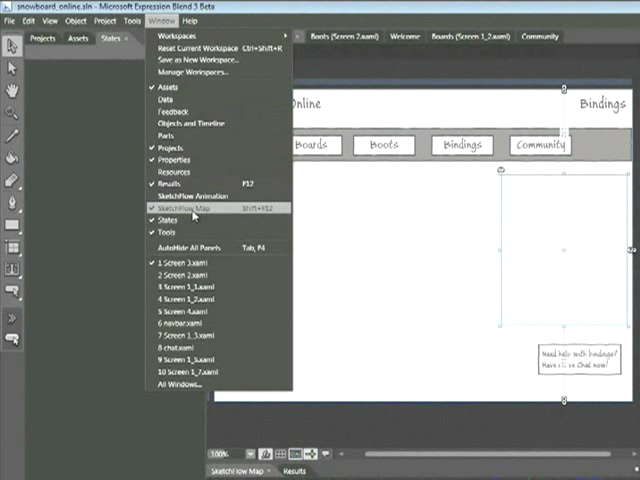 snowboard_online.sln - Microsoft Expression Blend 3 Beta
File Edit View Object Project Tools Window Help
Projects Assets States × Boots (Screen 2.xaml) Welcome Boards (Screen 1_2.xaml) Community
Workspaces
Reset Current Workspace Ctrl+Shift+R
Save as New Workspace...
Manage Workspaces...
Assets
Data
Feedback
Objects and Timeline
Parts
Projects
Properties
Resources
Results F12
SketchFlow Animation
SketchFlow Map Shift+F12
States
Tools
AutoHide All Panels Tab, F4
1 Screen 3.xaml
2 Screen 2.xaml
3 Screen 1_1.xaml
4 Screen 1_2.xaml
5 Screen 4.xaml
6 navbar.xaml
7 Screen 1_3.xaml
8 chat.xaml
9 Screen 1_5.xaml
10 Screen 1_7.xaml
All Windows...
Online Bindings
Boards Boots Bindings Community
Need help with bindings?
Have Chat now!
100%
SketchFlow Map × Results